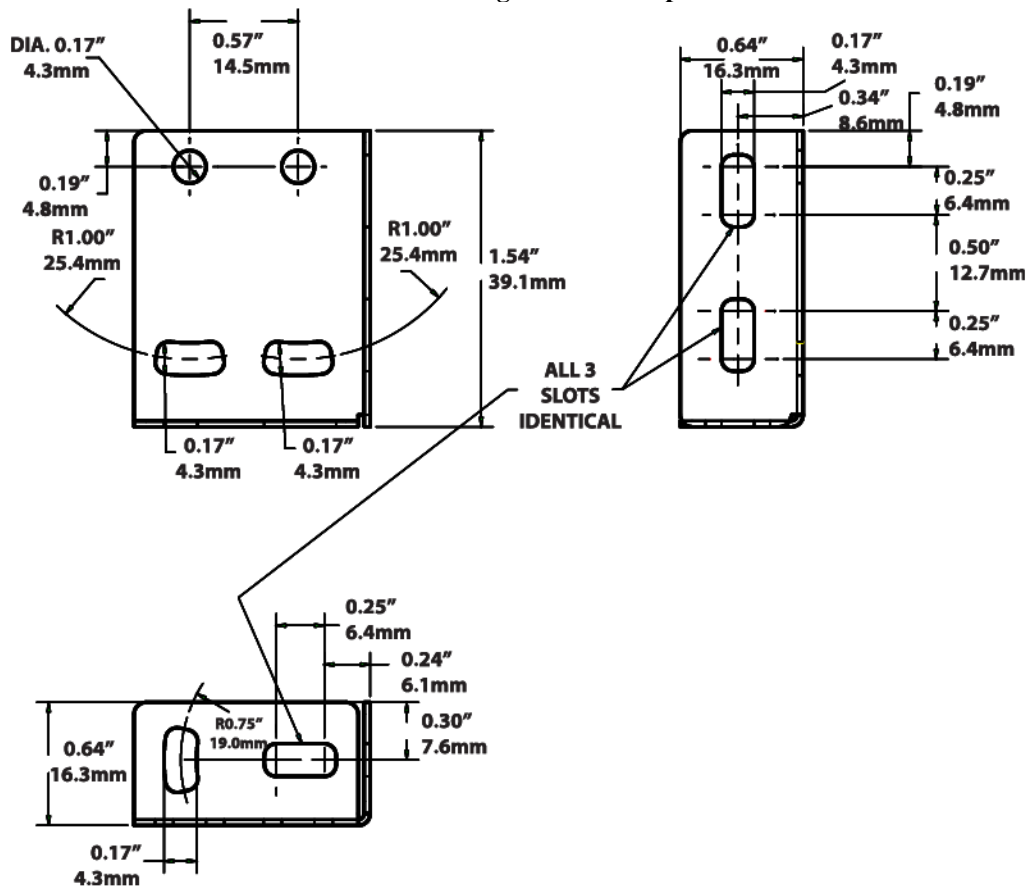 DIA. 0.17"
4.3mm
0.57"
14.5mm
0.19"
4.8mm
R1.00"
25.4mm
R1.00"
25.4mm
1.54"
39.1mm
0.17"
4.3mm
0.17"
4.3mm
0.64"
16.3mm
0.17"
4.3mm
0.34"
8.6mm
0.19"
4.8mm
0.25"
6.4mm
0.50"
12.7mm
0.25"
6.4mm
ALL 3
SLOTS
IDENTICAL
0.25"
6.4mm
0.24"
6.1mm
R0.75"
19.0mm
0.30"
7.6mm
0.64"
16.3mm
0.17"
4.3mm